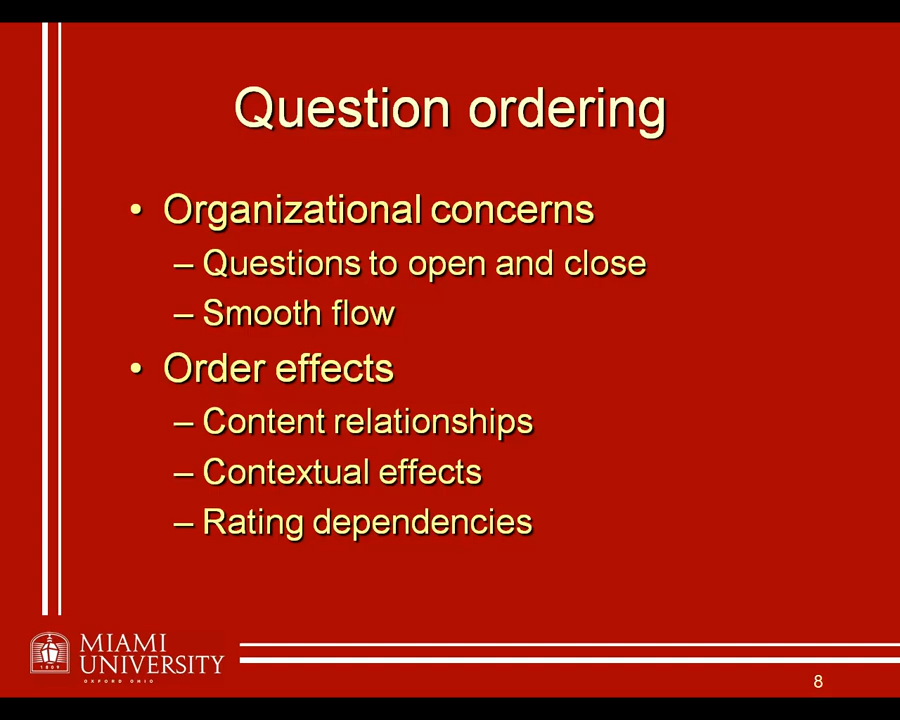 Question ordering
• Organizational concerns
– Questions to open and close
– Smooth flow
• Order effects
– Content relationships
– Contextual effects
– Rating dependencies
1809
MIAMI
UNIVERSITY
OXFORD OHIO
8